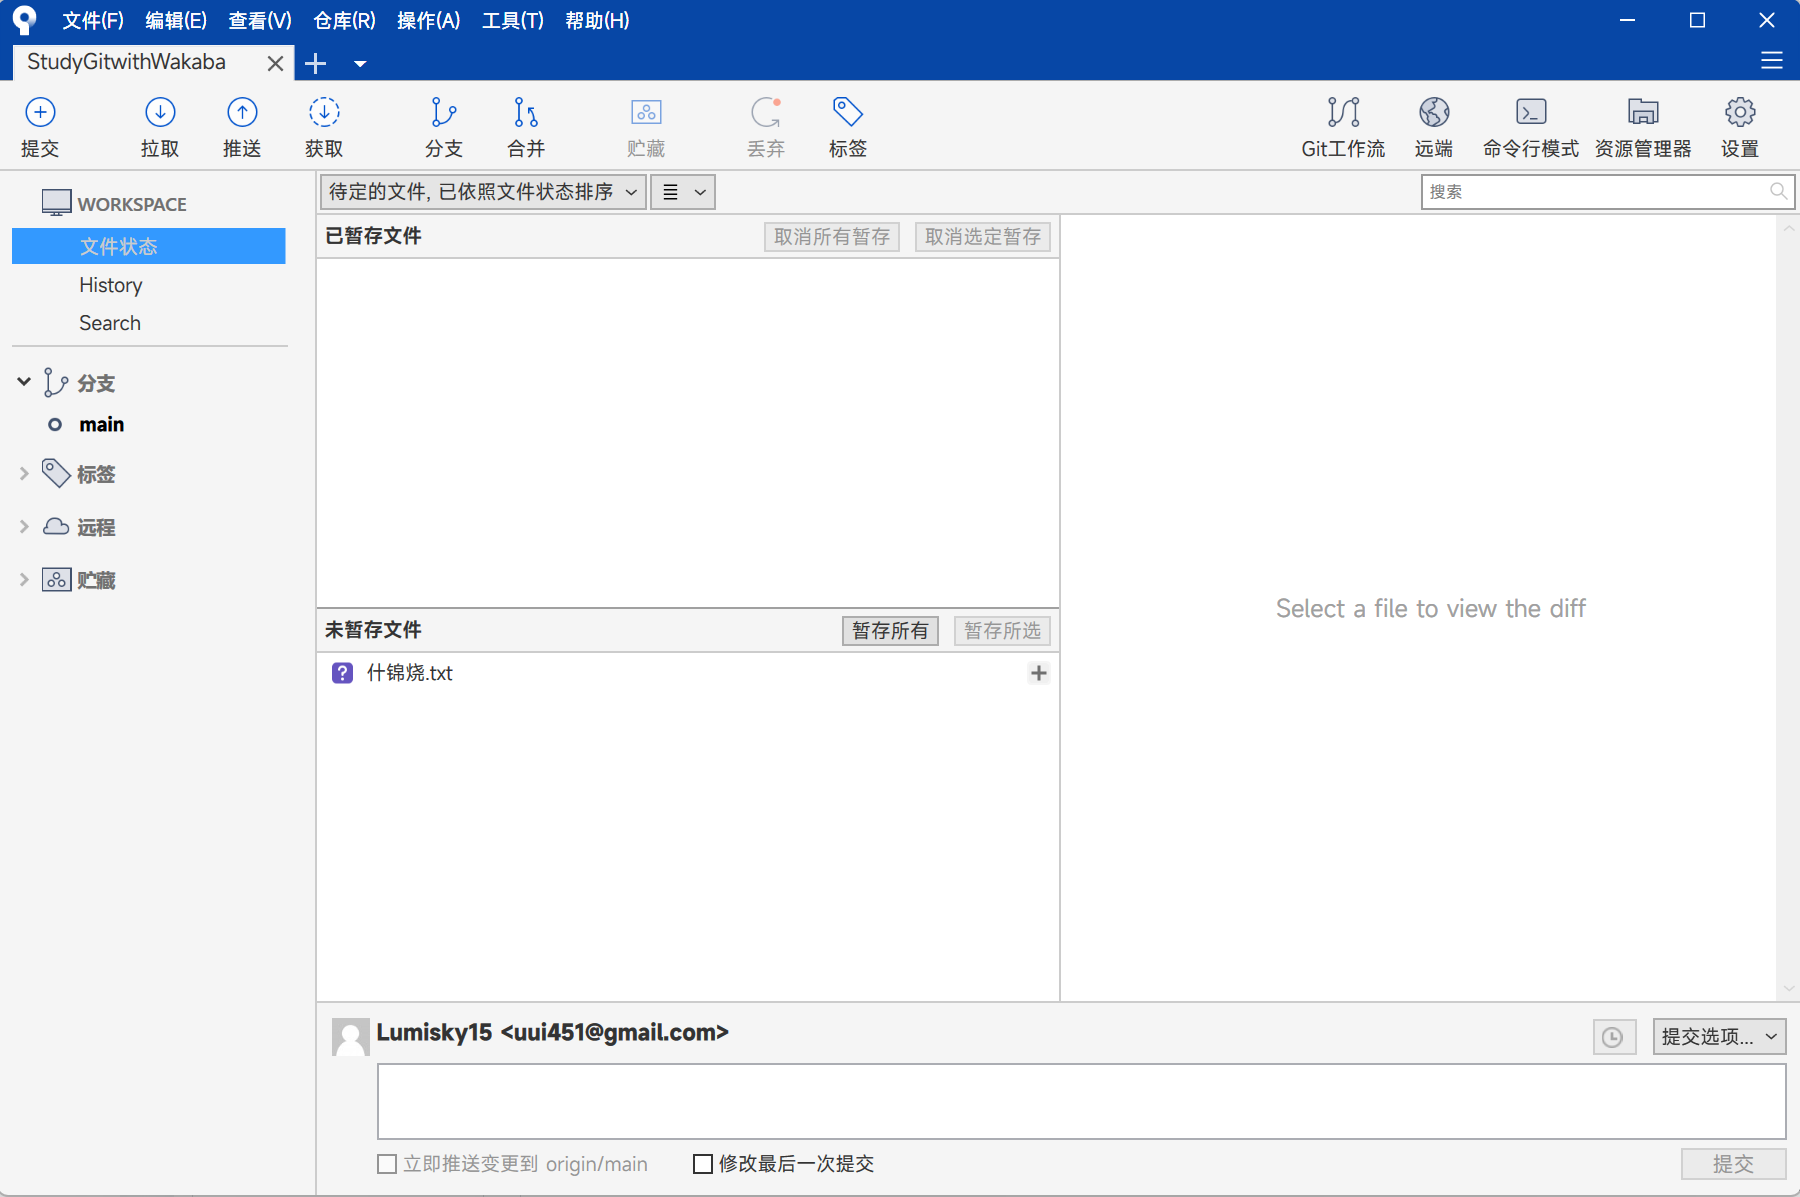 文件(F) 编辑(E) 查看(V) 仓库(R) 操作(A) 工具(T) 帮助(H)
StudyGitwithWakaba
提交 拉取 推送 获取 分支 合并 贮藏 丢弃 标签 Git工作流 远端 命令行模式 资源管理器 设置
WORKSPACE
文件状态
History
Search
分支
main
标签
远程
贮藏
待定的文件, 已依照文件状态排序
搜索
已暂存文件 取消所有暂存 取消选定暂存
未暂存文件 暂存所有 暂存所选
什锦烧.txt
Select a file to view the diff
Lumisky15 <uui451@gmail.com>
提交选项...
立即推送变更到 origin/main 修改最后一次提交
提交